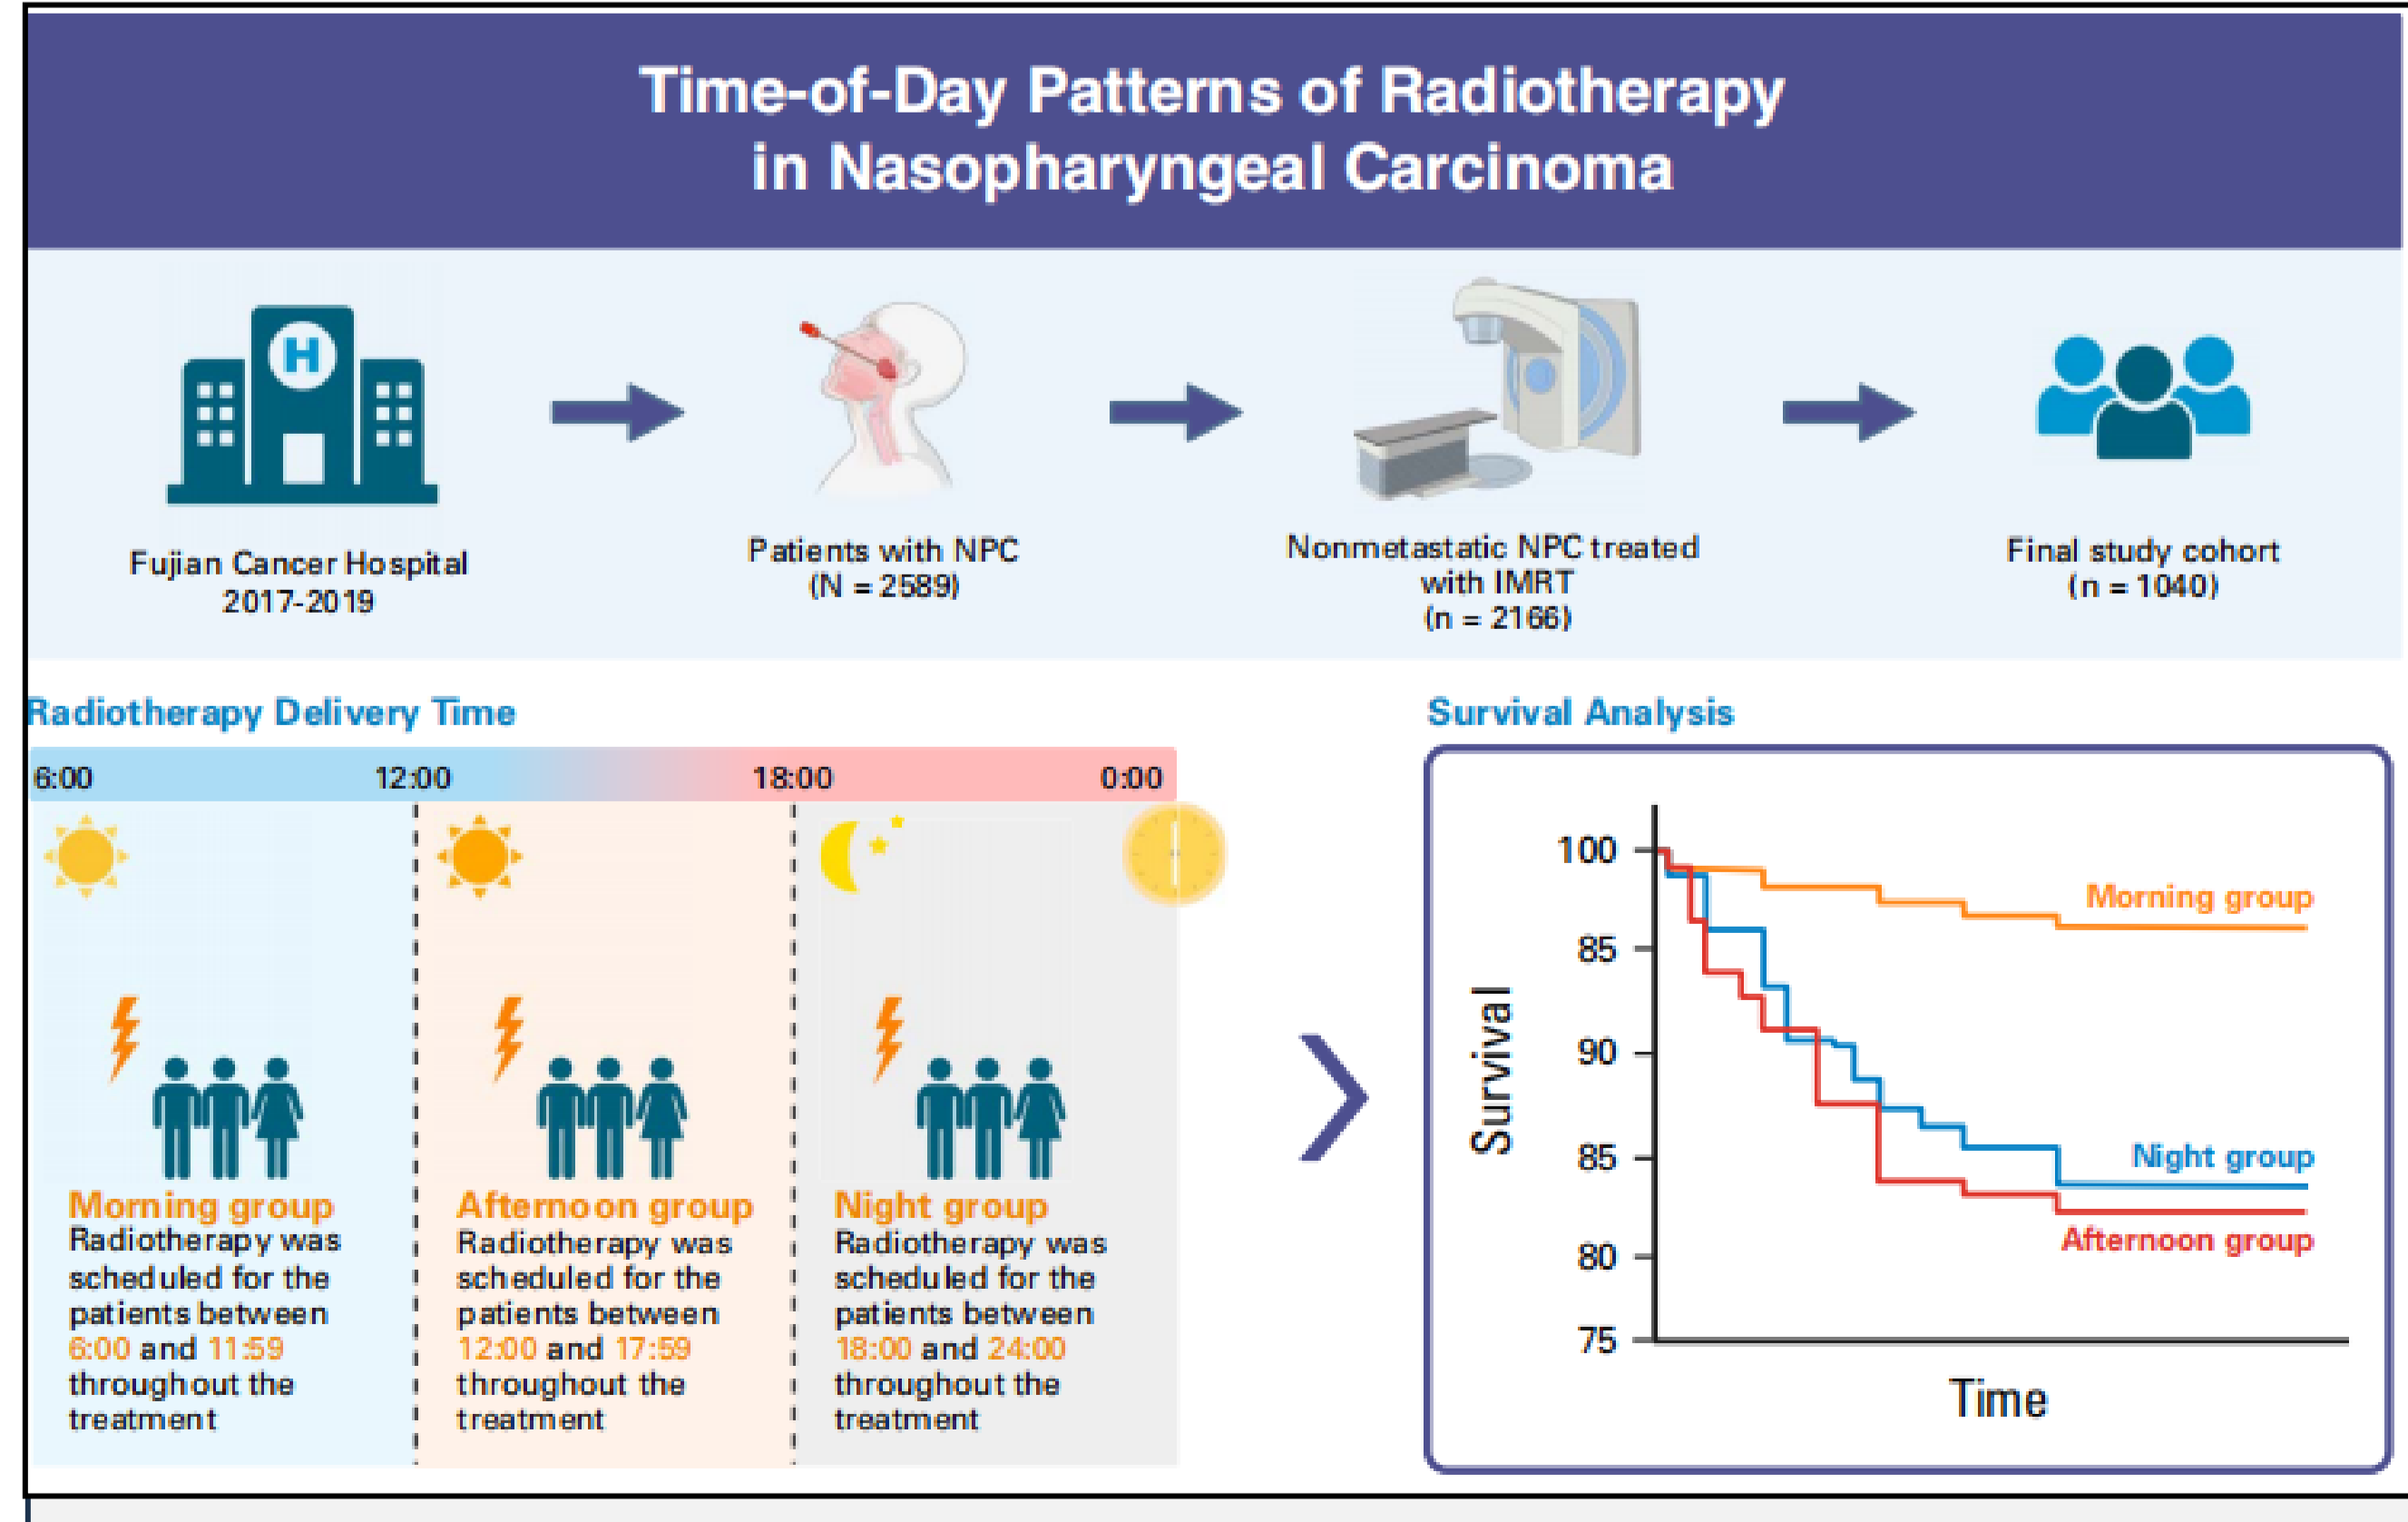 Time-of-Day Patterns of Radiotherapy
in Nasopharyngeal Carcinoma
H
Fujian Cancer Hospital
2017-2019
Patients with NPC
(N = 2589)
Nonmetastatic NPC treated
with IMRT
(n = 2166)
Final study cohort
(n = 1040)
Radiotherapy Delivery Time
6:00
12:00
18:00
0:00
Morning group
Radiotherapy was
scheduled for the
patients between
6:00 and 11:59
throughout the
treatment
Afternoon group
Radiotherapy was
scheduled for the
patients between
12:00 and 17:59
throughout the
treatment
Night group
Radiotherapy was
scheduled for the
patients between
18:00 and 24:00
throughout the
treatment
Survival Analysis
Survival
100
85
90
85
80
75
Morning group
Night group
Afternoon group
Time